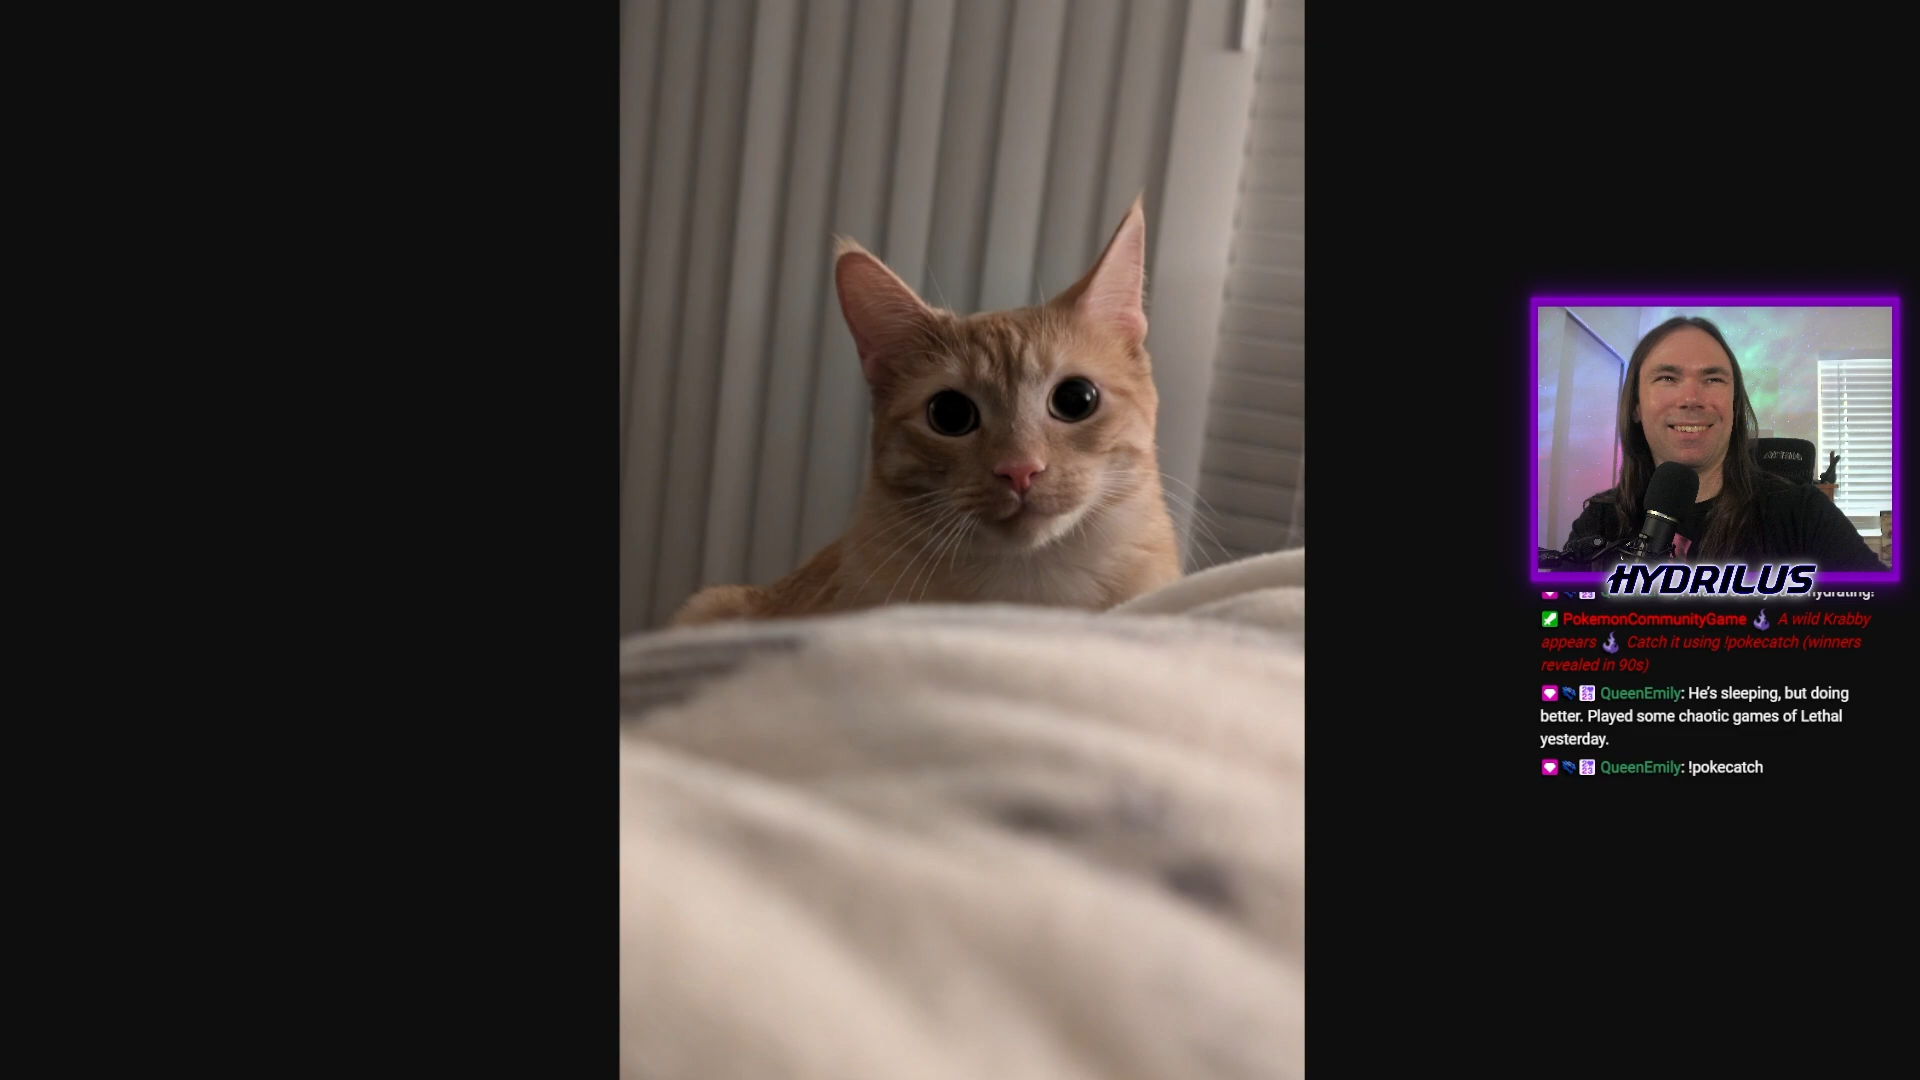 HYDRILUS
hydrating!
PokemonCommunityGame A wild Krabby
appears Catch it using !pokecatch (winners
revealed in 90s)
QueenEmily: He's sleeping, but doing
better. Played some chaotic games of Lethal
yesterday.
QueenEmily: !pokecatch